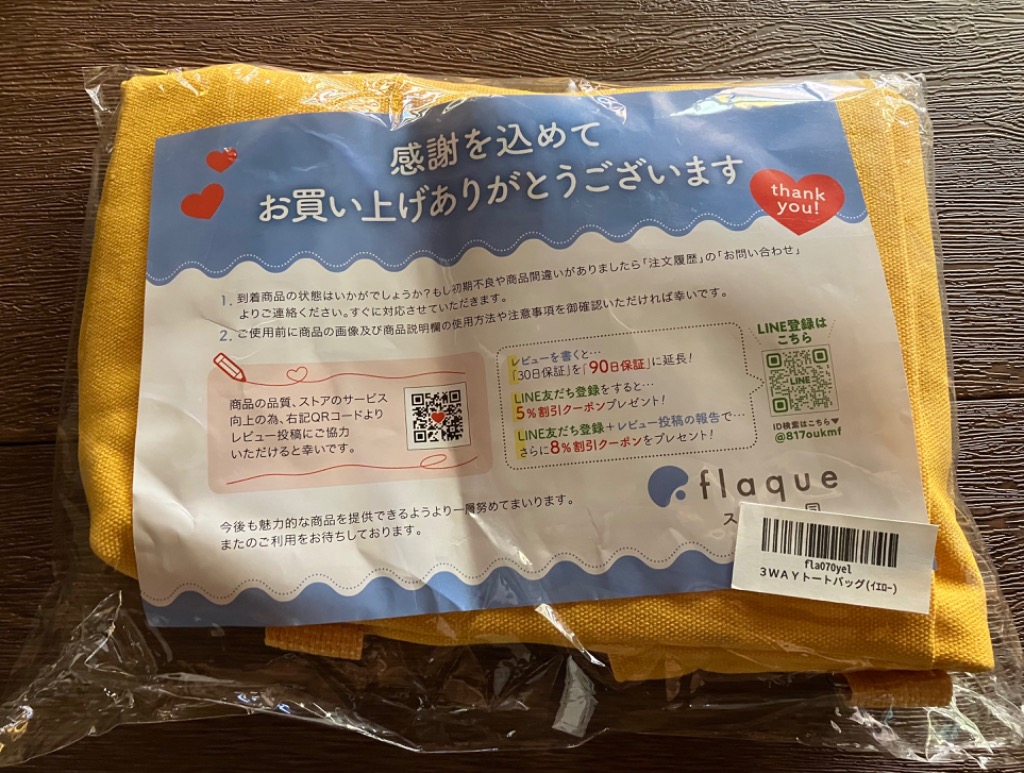 感謝を込めて
お買い上げありがとうございます
thank
you!
1. 到着商品の状態はいかがでしょうか？もし初期不良や商品間違いがありましたら「注文履歴」の「お問い合わせ」
よりご連絡ください。すぐに対応させていただきます。
2. ご使用前に商品の画像及び商品説明欄の使用方法や注意事項を御確認いただければ幸いです。
商品の品質、ストアのサービス
向上の為、右記QRコードより
レビュー投稿にご協力
いただけると幸いです。
レビューを書くと…
「30日保証」を「90日保証」に延長！
LINE友だち登録をすると…
5%割引クーポンプレゼント！
LINE友だち登録＋レビュー投稿の報告で…
さらに8%割引クーポンをプレゼント！
LINE登録は
こちら
LINE
ID検索はこちら♥
@817oukmf
今後も魅力的な商品を提供できるようより一層努めてまいります。
またのご利用をお待ちしております。
flaque
ス
fla070yel
3WAYトートバッグ(ｲｴﾛｰ)